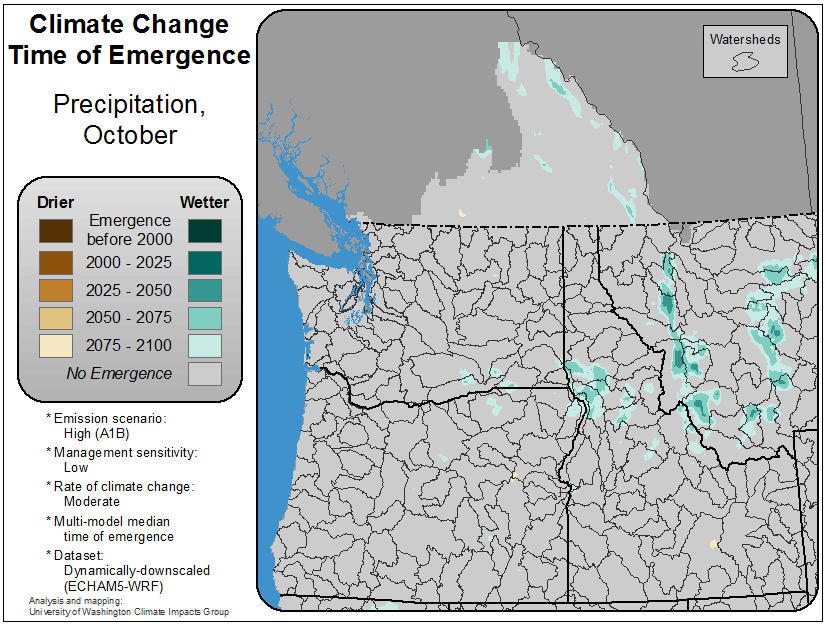 Climate Change
Time of Emergence
Precipitation,
October
Drier
Wetter
Emergence
before 2000
2000 - 2025
2025 - 2050
2050 - 2075
2075 - 2100
No Emergence
* Emission scenario:
High (A1B)
* Management sensitivity:
Low
* Rate of climate change:
Moderate
* Multi-model median
time of emergence
* Dataset:
Dynamically-downscaled
(ECHAM5-WRF)
Analysis and mapping:
University of Washington Climate Impacts Group
Watersheds